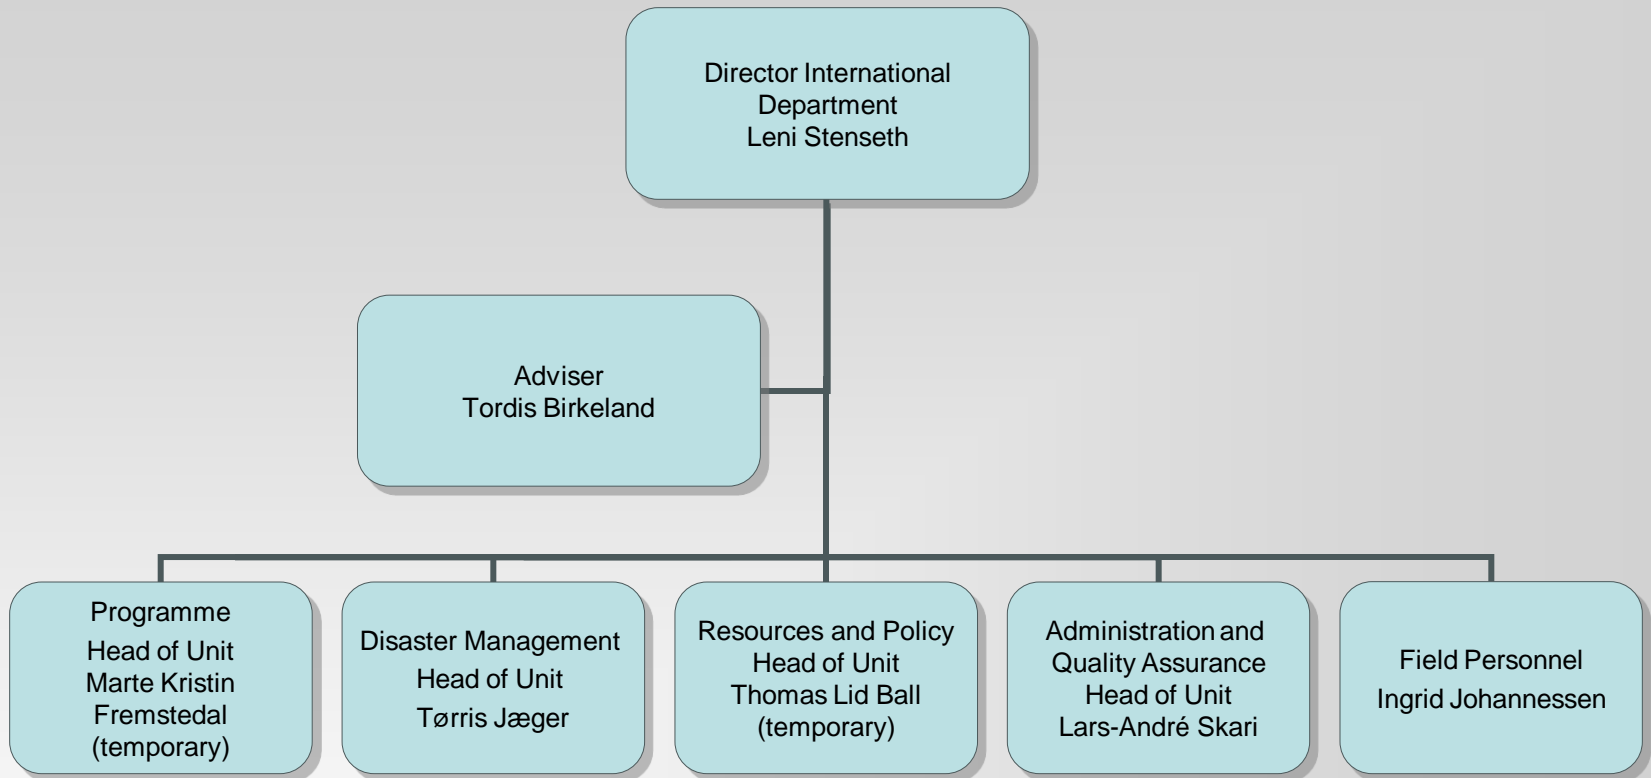 Director International
Department
Leni Stenseth
Adviser
Tordis Birkeland
Programme
Head of Unit
Marte Kristin
Fremstedal
(temporary)
Disaster Management
Head of Unit
Tørris Jæger
Resources and Policy
Head of Unit
Thomas Lid Ball
(temporary)
Administration and
Quality Assurance
Head of Unit
Lars-André Skari
Field Personnel
Ingrid Johannessen